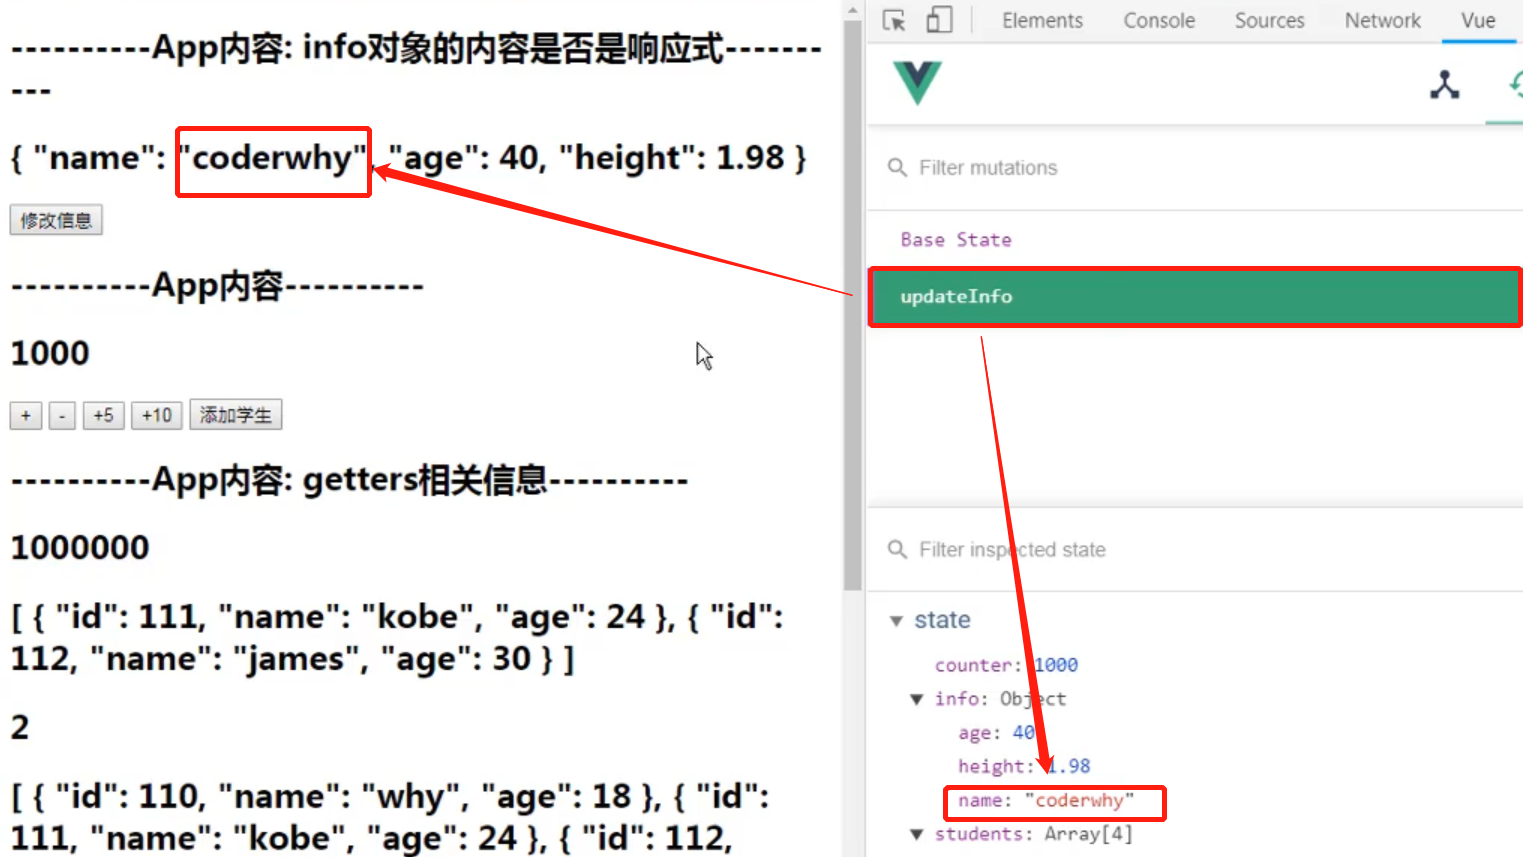 ----------App内容: info对象的内容是否是响应式-------
---
{ "name": "coderwhy", "age": 40, "height": 1.98 }
修改信息
----------App内容----------
1000
+ - +5 +10 添加学生
----------App内容: getters相关信息----------
1000000
[ { "id": 111, "name": "kobe", "age": 24 }, { "id":
112, "name": "james", "age": 30 } ]
2
[ { "id": 110, "name": "why", "age": 18 }, { "id":
111, "name": "kobe", "age": 24 }, { "id": 112,
Elements Console Sources Network Vue
Filter mutations
Base State
updateInfo
Filter inspected state
state
counter: 1000
info: Object
age: 40
height: 1.98
name: "coderwhy"
students: Array[4]